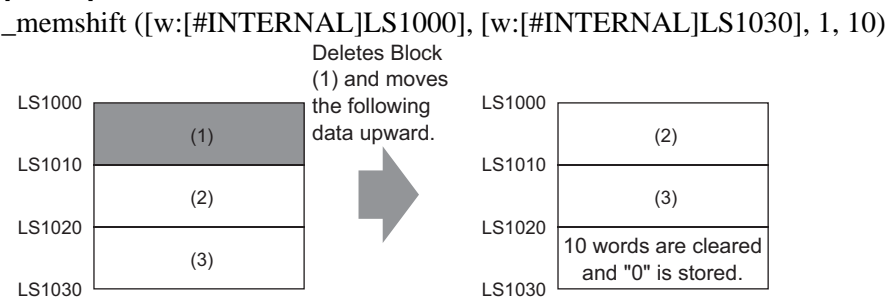 _memshift ([w:[#INTERNAL]LS1000], [w:[#INTERNAL]LS1030], 1, 10)
Deletes Block
(1) and moves
the following
data upward.
LS1000
(1)
LS1010
(2)
LS1020
(3)
LS1030
LS1000
(2)
LS1010
(3)
LS1020
10 words are cleared
and "0" is stored.
LS1030